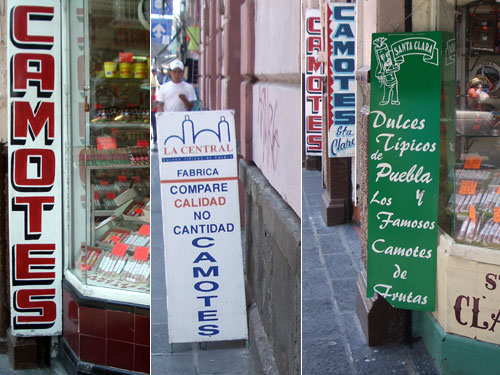 CAMOTES
LA CENTRAL
FABRICA
COMPARE
CALIDAD
NO
CANTIDAD
CAMOTES
CAMOTES
CAMOTES
Sta
Clara
SANTA CLARA
Dulces
Típicos
de
Puebla
y
Los
Famosos
Camotes
de
Frutas